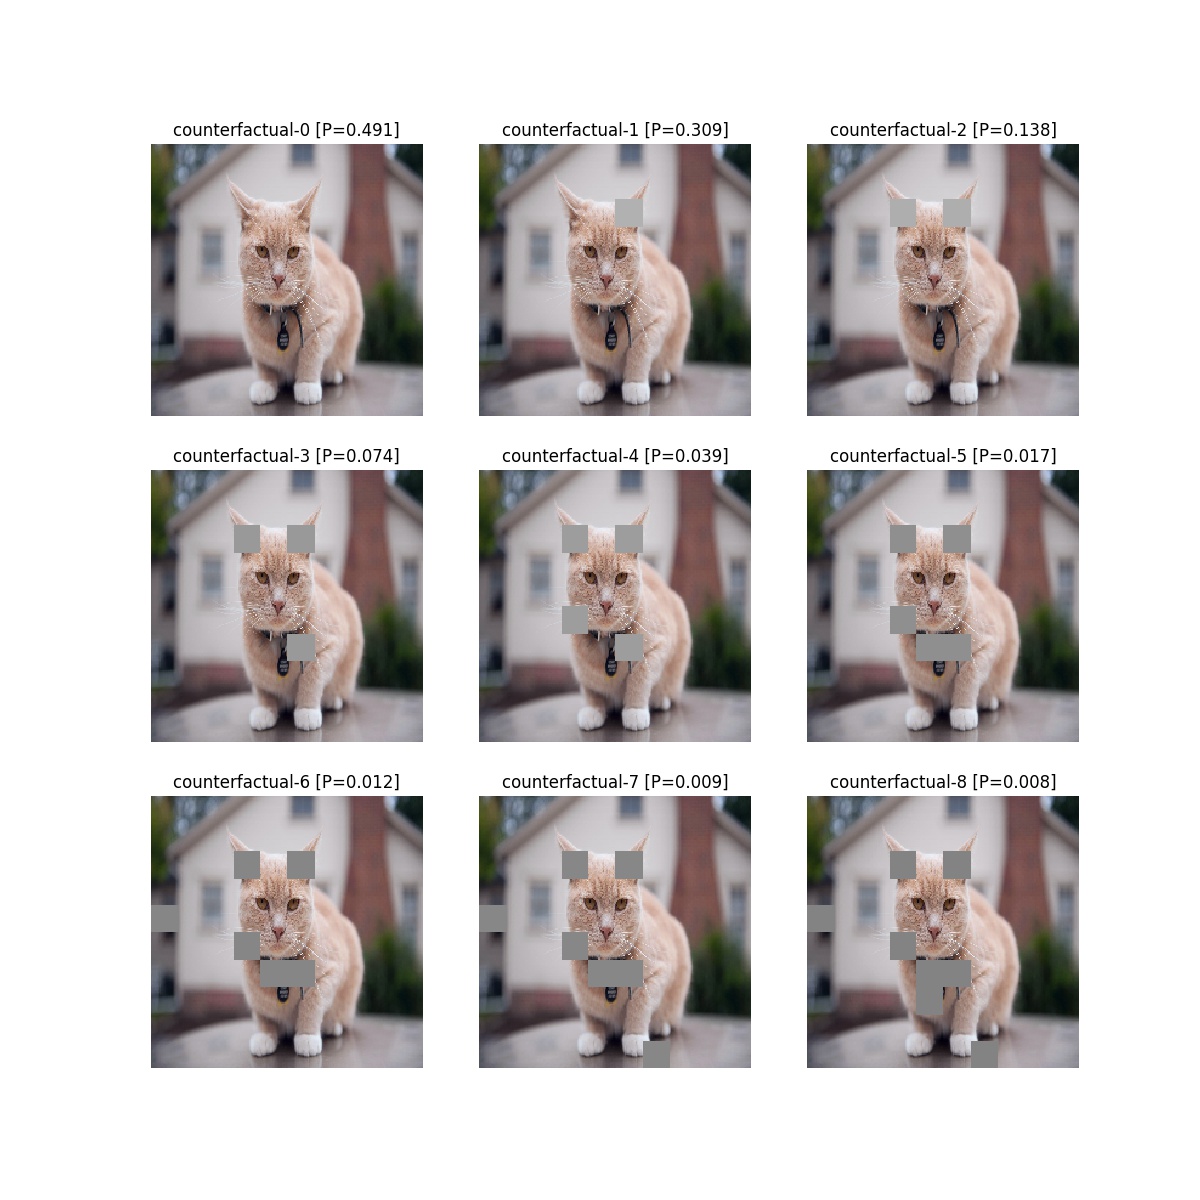 counterfactual-0 [P=0.491]
counterfactual-1 [P=0.309]
counterfactual-2 [P=0.138]
counterfactual-3 [P=0.074]
counterfactual-4 [P=0.039]
counterfactual-5 [P=0.017]
counterfactual-6 [P=0.012]
counterfactual-7 [P=0.009]
counterfactual-8 [P=0.008]